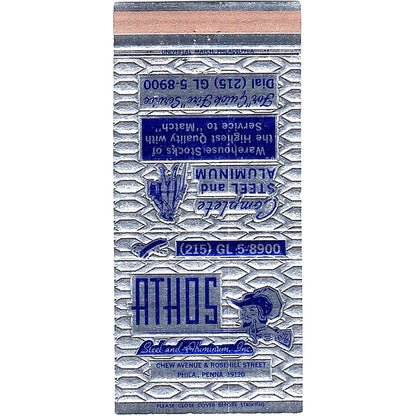 UNIVERSAL MATCH, PHILADELPHIA
Complete
STEEL and
ALUMINUM
Warehouse Stocks of
the Highest Quality with
Service to "Match"
For "Quick Fire" Service
Dial (215) GL 5-8900
(215) GL 5-8900
ATHOS
Steel and Aluminum, Inc.
CHEW AVENUE & ROSEHILL STREET
PHILA., PENNA. 19120
PLEASE CLOSE COVER BEFORE STRIKING